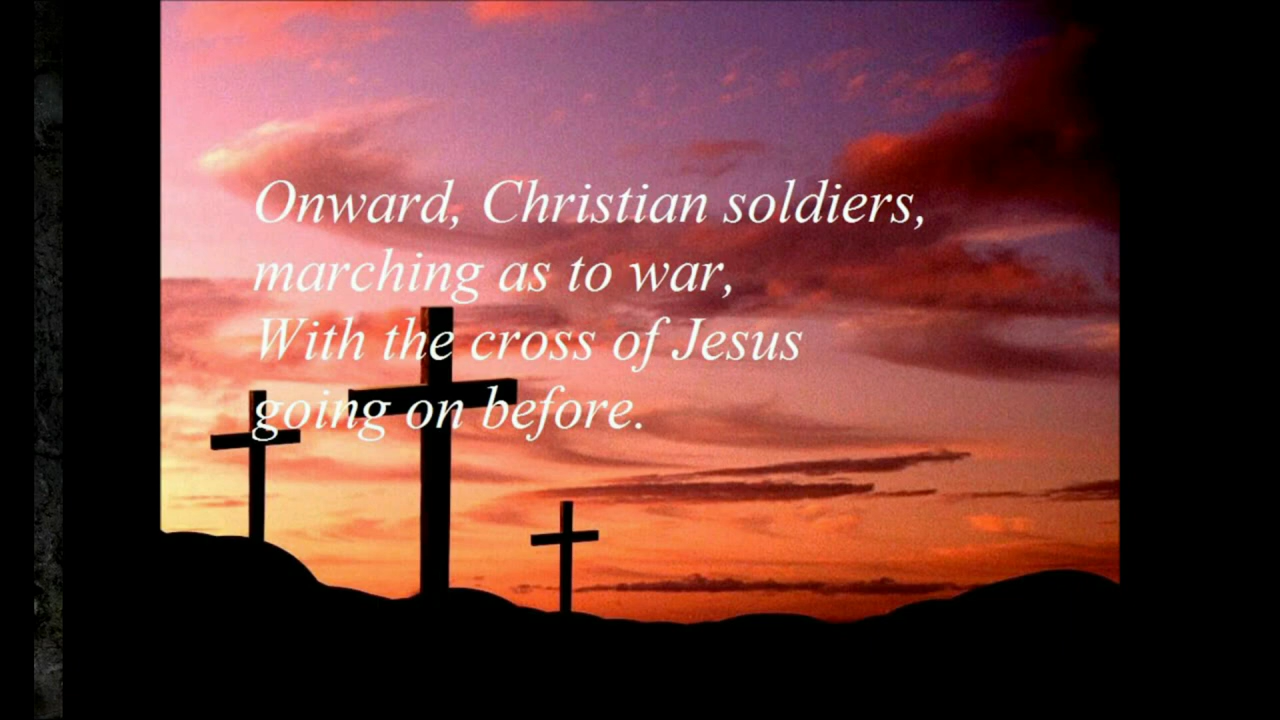 Onward, Christian soldiers,
marching as to war,
With the cross of Jesus
going on before.